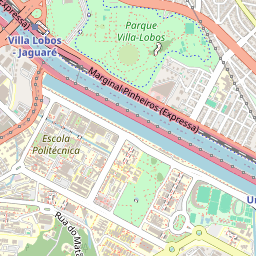 Parque
Villa-Lobos
Villa Lobos
- Jaguaré
Marginal Pinheiros (Expressa)
Escola
Politécnica
Rua do Mat